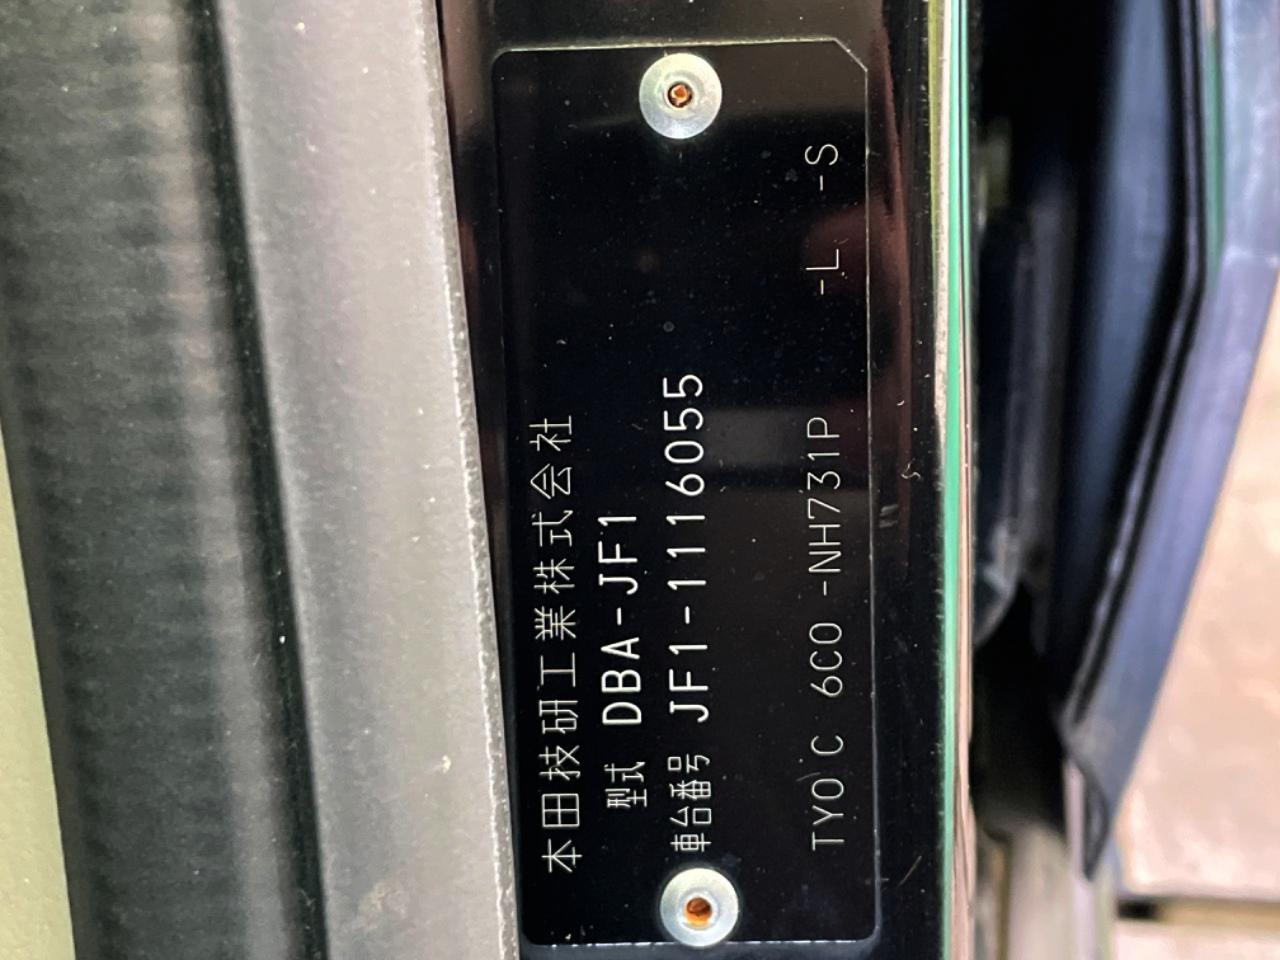 本田技研工業株式会社
型式 DBA-JF1
車台番号 JF1-1116055
TY0 C 6C0 -NH731P -L -S